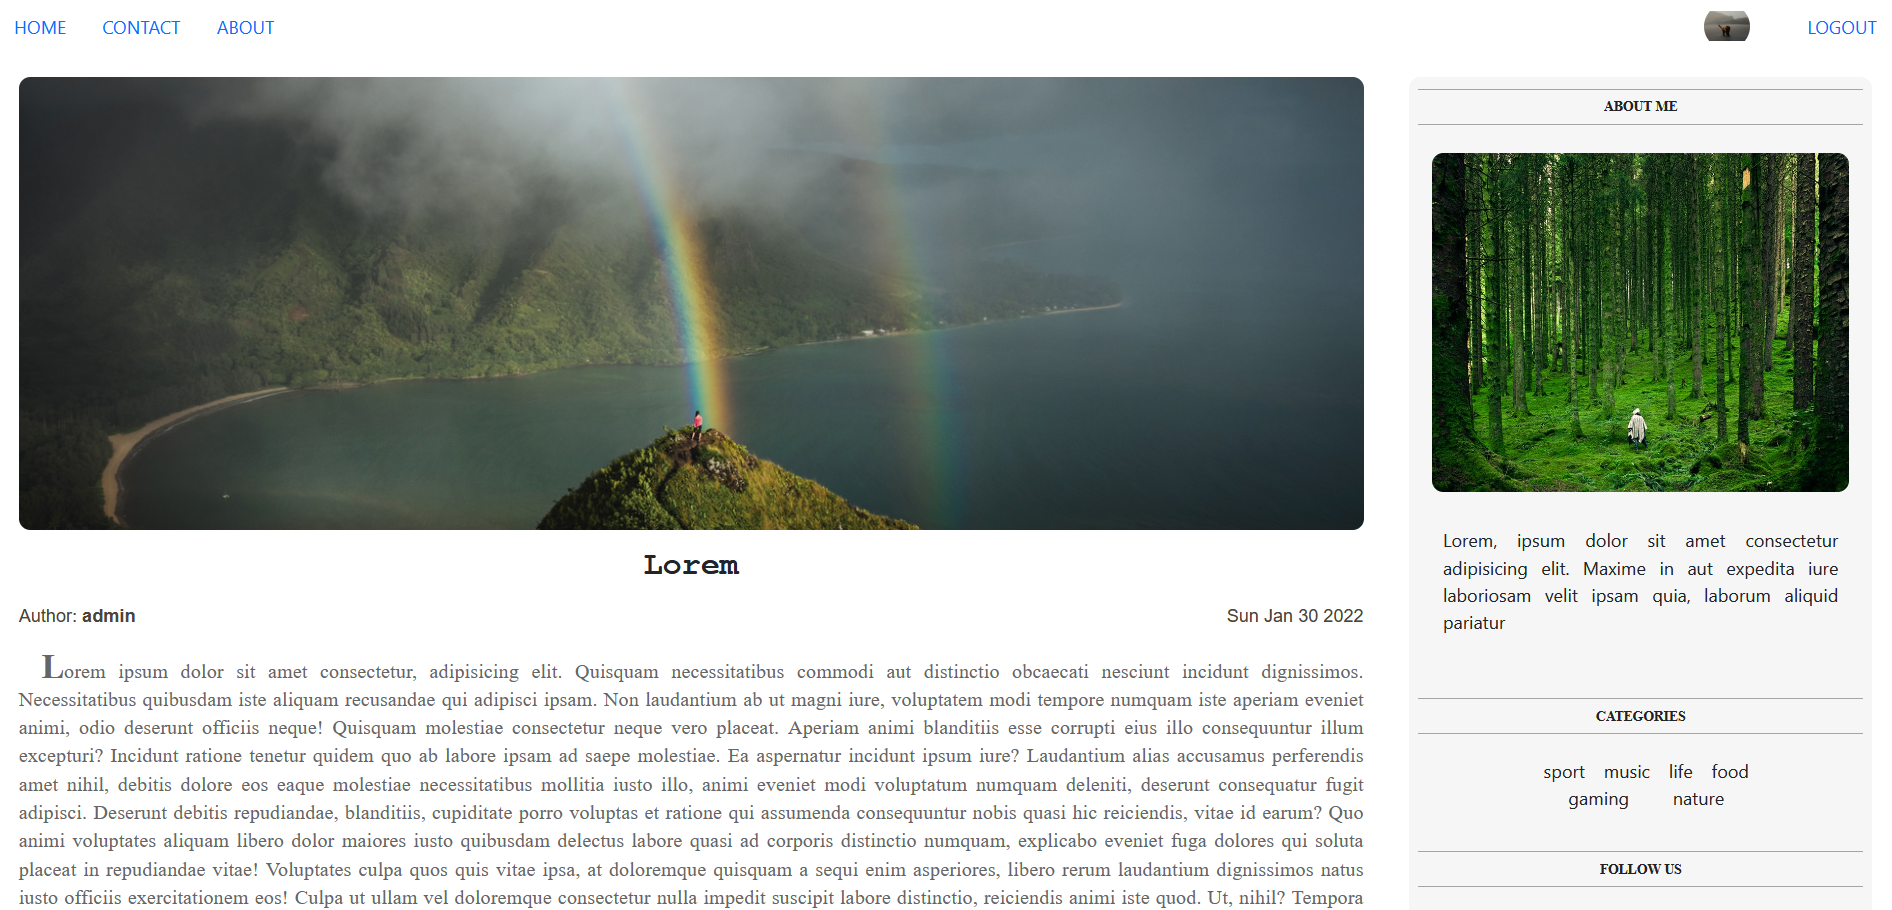 HOME CONTACT ABOUT LOGOUT
Lorem
Author: admin Sun Jan 30 2022
Lorem ipsum dolor sit amet consectetur, adipisicing elit. Quisquam necessitatibus commodi aut distinctio obcaecati nesciunt incidunt dignissimos.
Necessitatibus quibusdam iste aliquam recusandae qui adipisci ipsam. Non laudantium ab ut magni iure, voluptatem modi tempore numquam iste aperiam eveniet
animi, odio deserunt officiis neque! Quisquam molestiae consectetur neque vero placeat. Aperiam animi blanditiis esse corrupti eius illo consequuntur illum
excepturi? Incidunt ratione tenetur quidem quo ab labore ipsam ad saepe molestiae. Ea aspernatur incidunt ipsum iure? Laudantium alias accusamus perferendis
amet nihil, debitis dolore eos eaque molestiae necessitatibus mollitia iusto illo, animi eveniet modi voluptatum numquam deleniti, deserunt consequatur fugit
adipisci. Deserunt debitis repudiandae, blanditiis, cupiditate porro voluptas et ratione qui assumenda consequuntur nobis quasi hic reiciendis, vitae id earum? Quo
animi voluptates aliquam libero dolor maiores iusto quibusdam delectus labore quasi ad corporis distinctio numquam, explicabo eveniet fuga dolores qui soluta
placeat in repudiandae vitae! Voluptates culpa quos quis vitae ipsa, at doloremque quisquam a sequi enim asperiores, libero rerum laudantium dignissimos natus
iusto officiis exercitationem eos! Culpa ut ullam vel doloremque consectetur nulla impedit suscipit labore distinctio, reiciendis animi iste quod. Ut, nihil? Tempora
ABOUT ME
Lorem, ipsum dolor sit amet consectetur
adipisicing elit. Maxime in aut expedita iure
laboriosam velit ipsam quia, laborum aliquid
pariatur
CATEGORIES
sport music life food
gaming nature
FOLLOW US